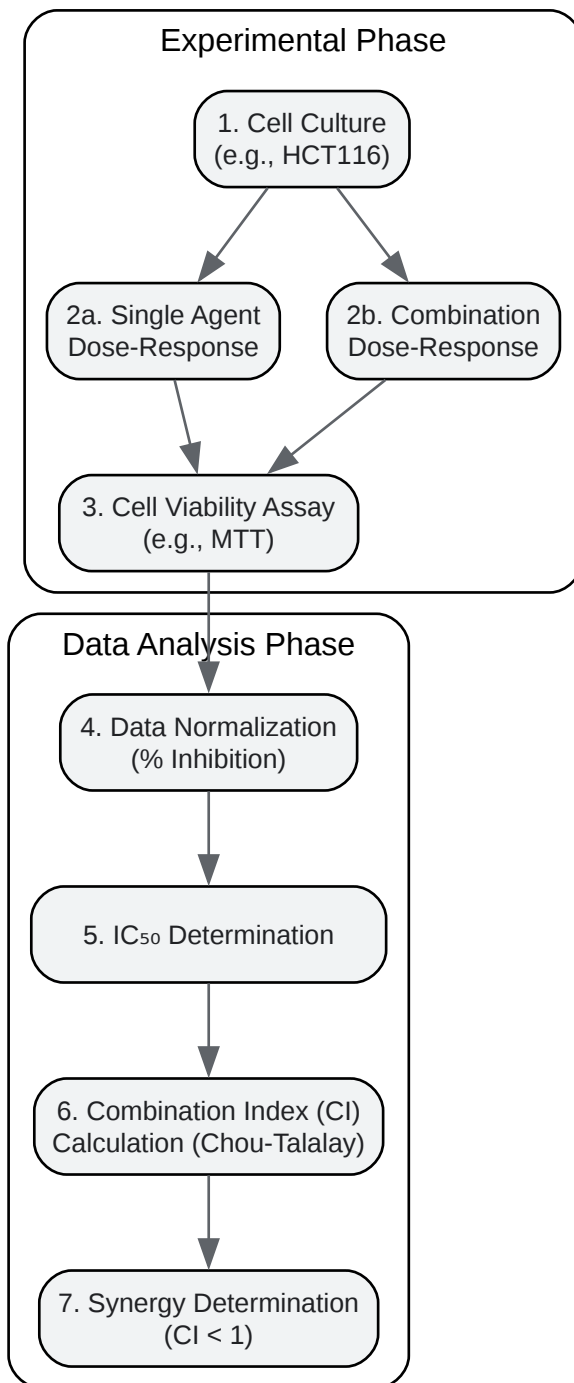 Experimental Phase
1. Cell Culture
(e.g., HCT116)
2a. Single Agent
Dose-Response
2b. Combination
Dose-Response
3. Cell Viability Assay
(e.g., MTT)
Data Analysis Phase
4. Data Normalization
(% Inhibition)
5. IC₅₀ Determination
6. Combination Index (CI)
Calculation (Chou-Talalay)
7. Synergy Determination
(CI < 1)